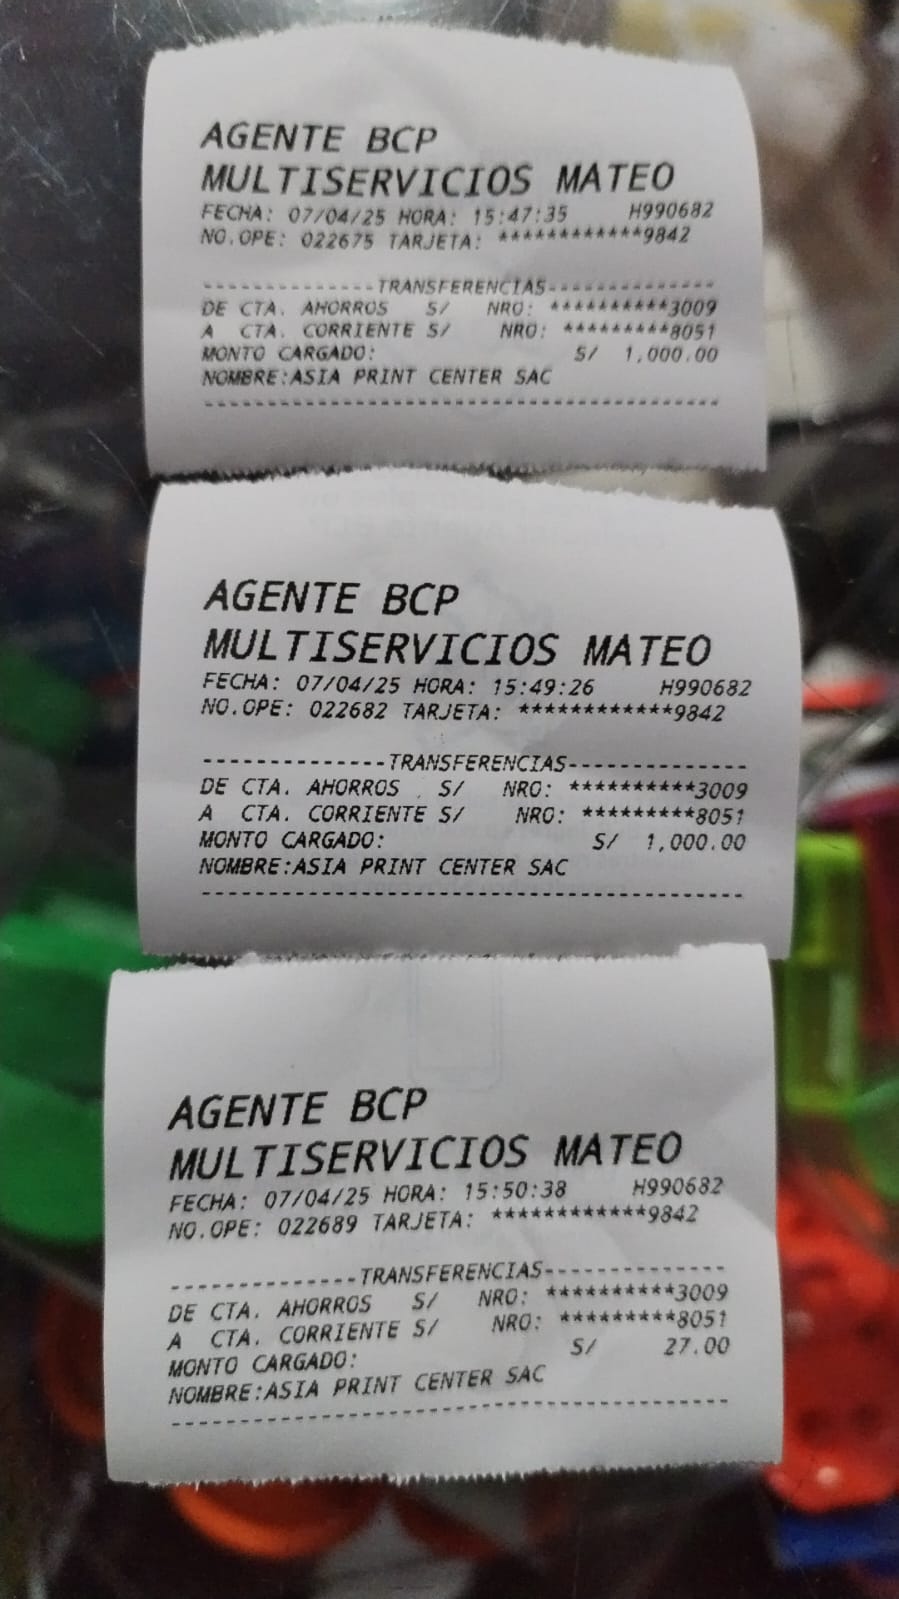 AGENTE BCP
MULTISERVICIOS MATEO
FECHA: 07/04/25 HORA: 15:47:35 H990682
NO.OPE: 022675 TARJETA: ************9842
--------------TRANSFERENCIAS--------------
DE CTA. AHORROS S/ NRO: **********3009
A CTA. CORRIENTE S/ NRO: *********8051
MONTO CARGADO: S/ 1,000.00
NOMBRE:ASIA PRINT CENTER SAC
------------------------------------------
AGENTE BCP
MULTISERVICIOS MATEO
FECHA: 07/04/25 HORA: 15:49:26 H990682
NO.OPE: 022682 TARJETA: ************9842
--------------TRANSFERENCIAS--------------
DE CTA. AHORROS S/ NRO: **********3009
A CTA. CORRIENTE S/ NRO: *********8051
MONTO CARGADO: S/ 1,000.00
NOMBRE:ASIA PRINT CENTER SAC
------------------------------------------
AGENTE BCP
MULTISERVICIOS MATEO
FECHA: 07/04/25 HORA: 15:50:38 H990682
NO.OPE: 022689 TARJETA: ************9842
--------------TRANSFERENCIAS--------------
DE CTA. AHORROS S/ NRO: **********3009
A CTA. CORRIENTE S/ NRO: *********8051
MONTO CARGADO: S/ 27.00
NOMBRE:ASIA PRINT CENTER SAC
------------------------------------------